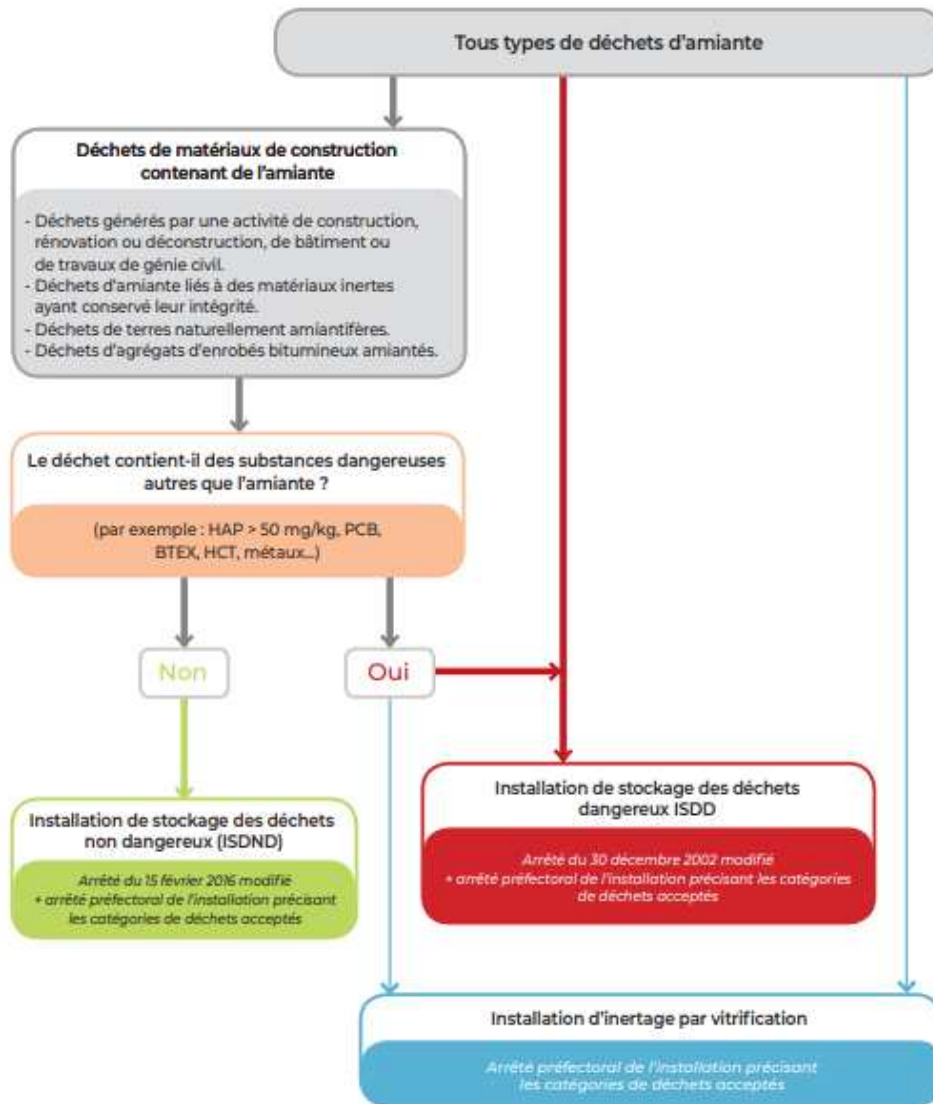 Tous types de déchets d'amiante
Déchets de matériaux de construction
contenant de l'amiante
- Déchets générés par une activité de construction,
rénovation ou déconstruction, de bâtiment ou
de travaux de génie civil.
- Déchets d'amiante liés à des matériaux inertes
ayant conservé leur intégrité.
- Déchets de terres naturellement amiantifères.
- Déchets d'agrégats d'enrobés bitumineux amiantés.
Le déchet contient-il des substances dangereuses
autres que l'amiante ?
(par exemple : HAP > 50 mg/kg, PCB,
BTEX, HCT, métaux...)
Non
Oui
Installation de stockage des déchets
non dangereux (ISDND)
Arrêté du 15 février 2016 modifié
+ arrêté préfectoral de l'installation précisant
les catégories de déchets acceptés
Installation de stockage des déchets
dangereux ISDD
Arrêté du 30 décembre 2002 modifié
+ arrêté préfectoral de l'installation précisant les catégories
de déchets acceptés
Installation d'inertage par vitrification
Arrêté préfectoral de l'installation précisant
les catégories de déchets acceptés